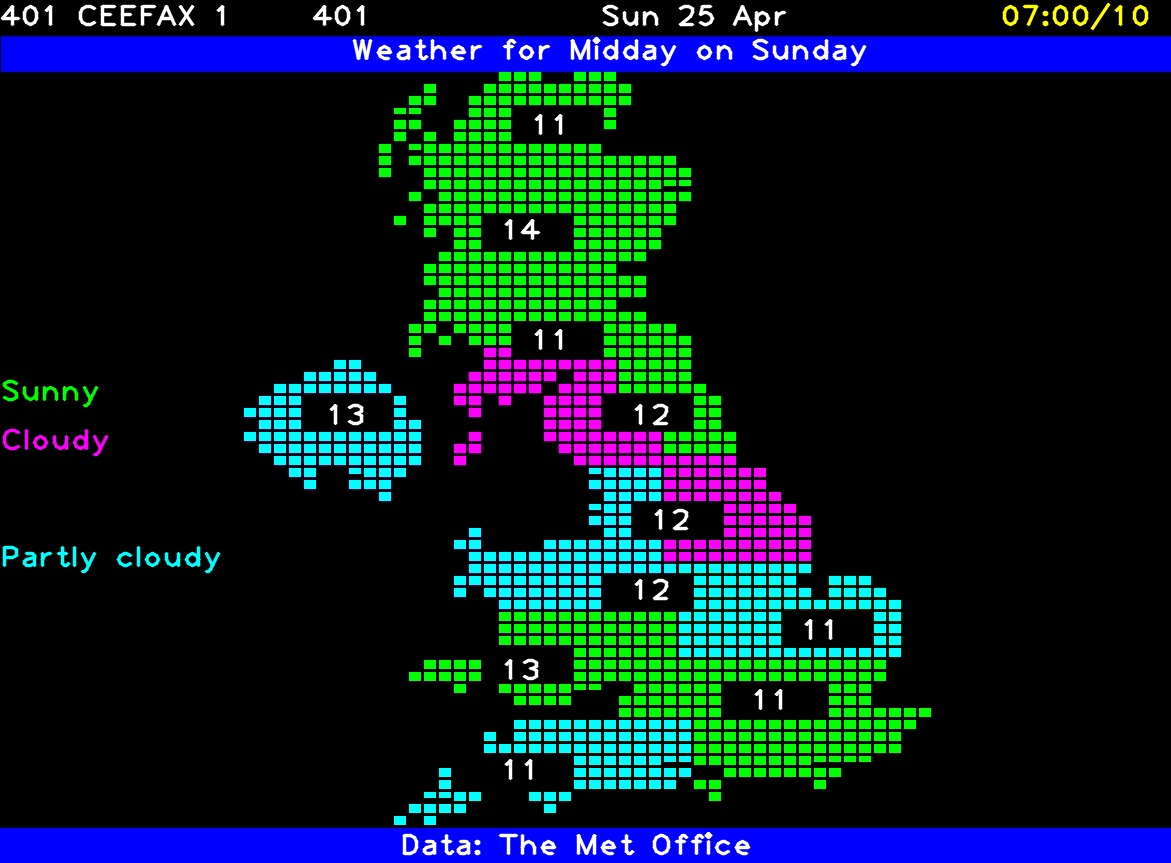 401 CEEFAX 1 401 Sun 25 Apr 07:00/10
Weather for Midday on Sunday
11
14
11
Sunny
13 12
Cloudy
12
Partly cloudy
12
11
13
11
11
Data: The Met Office